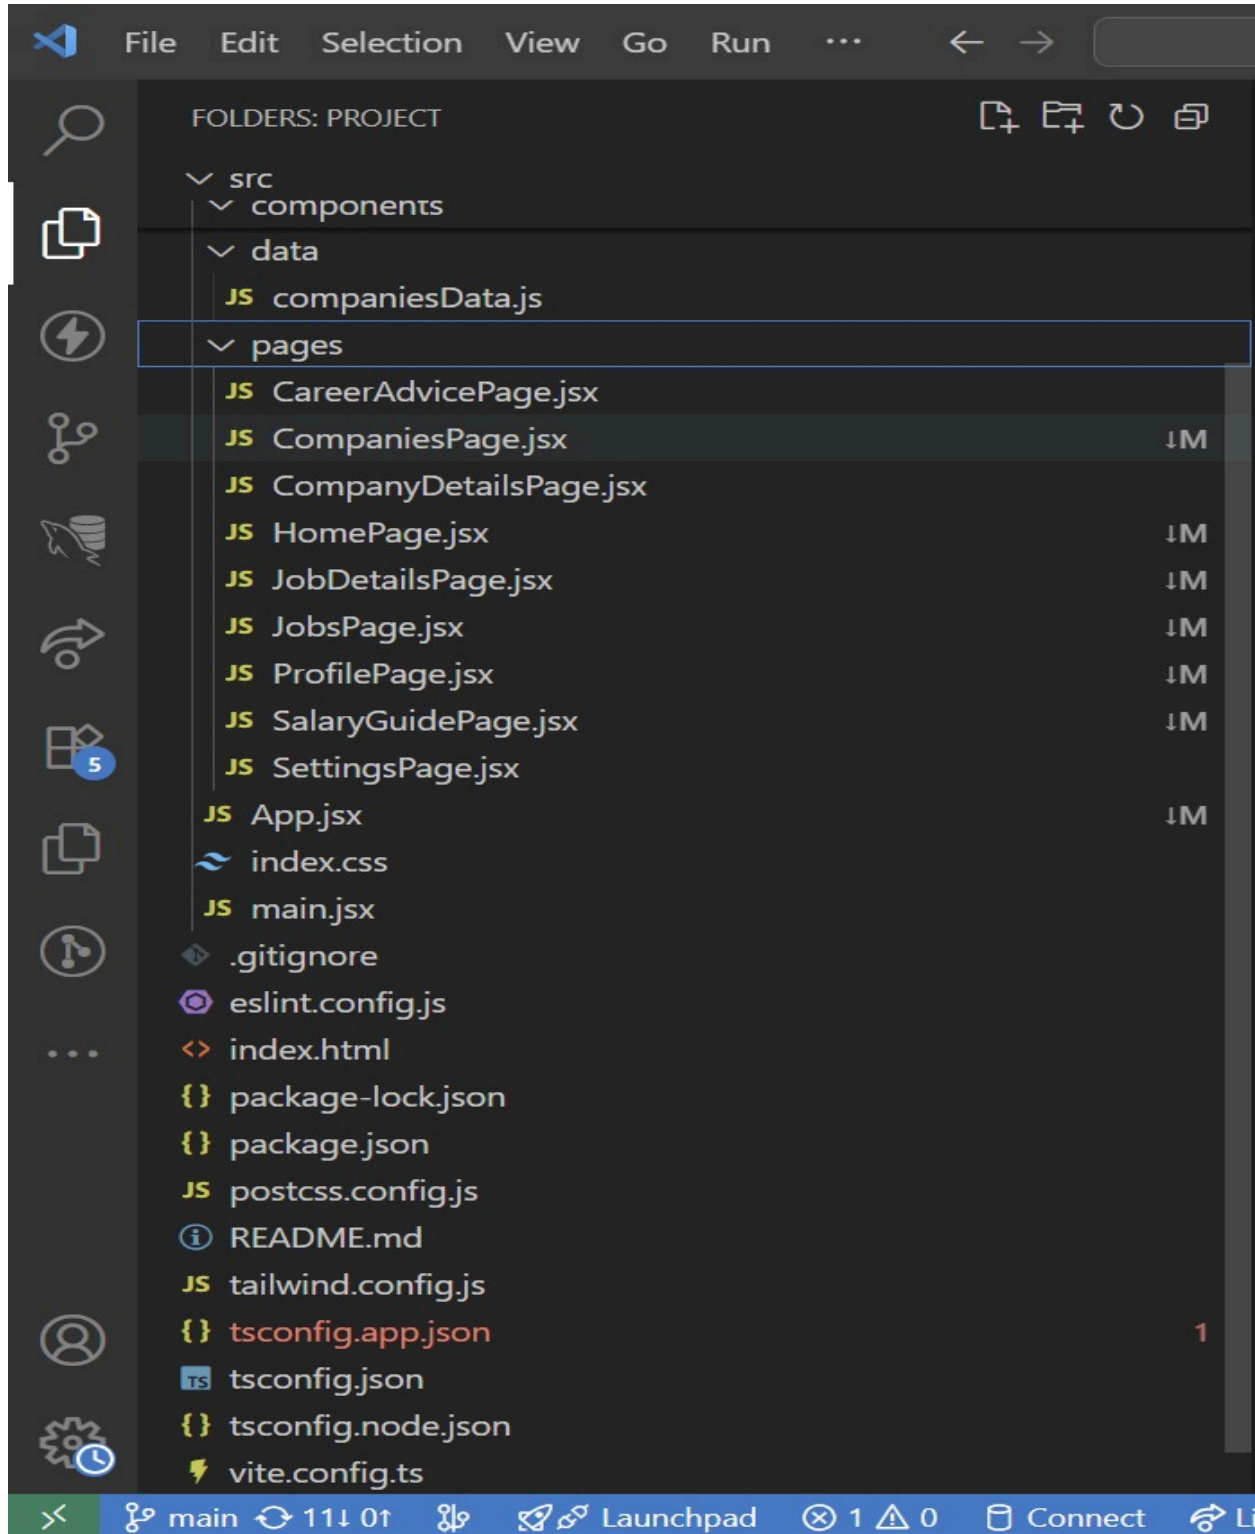 File Edit Selection View Go Run ··· ← →
FOLDERS: PROJECT
src
components
data
JS companiesData.js
pages
JS CareerAdvicePage.jsx
JS CompaniesPage.jsx ↓M
JS CompanyDetailsPage.jsx
JS HomePage.jsx ↓M
JS JobDetailsPage.jsx ↓M
JS JobsPage.jsx ↓M
JS ProfilePage.jsx ↓M
JS SalaryGuidePage.jsx ↓M
5
JS SettingsPage.jsx
JS App.jsx ↓M
index.css
JS main.jsx
.gitignore
eslint.config.js
<> index.html
{} package-lock.json
{} package.json
JS postcss.config.js
README.md
JS tailwind.config.js
{} tsconfig.app.json 1
TS tsconfig.json
{} tsconfig.node.json
vite.config.ts
main 11↓ 0↑ Launchpad 1 0 Connect Li